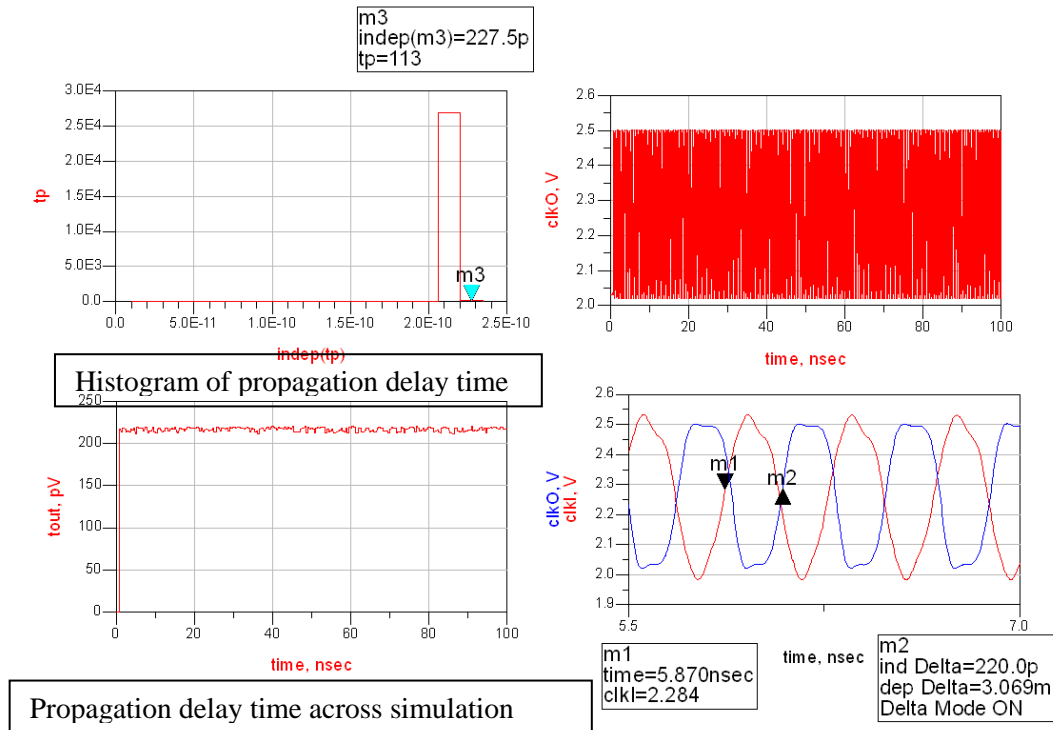 m3
indep(m3)=227.5p
tp=113
3.0E4
2.5E4
2.0E4
1.5E4
1.0E4
5.0E3
0.0
tp
m3
0.0
5.0E-11
1.0E-10
1.5E-10
2.0E-10
2.5E-10
indep(tp)
Histogram of propagation delay time
2.6
2.5
2.4
2.3
2.2
2.1
2.0
clkO, V
0
20
40
60
80
100
time, nsec
250
200
150
100
50
0
tout, pV
0
20
40
60
80
100
time, nsec
Propagation delay time across simulation
2.6
2.5
2.4
2.3
2.2
2.1
2.0
1.9
clkO, V
clkI, V
m1
m2
5.5
7.0
time, nsec
m1
time=5.870nsec
clkI=2.284
m2
ind Delta=220.0p
dep Delta=3.069m
Delta Mode ON